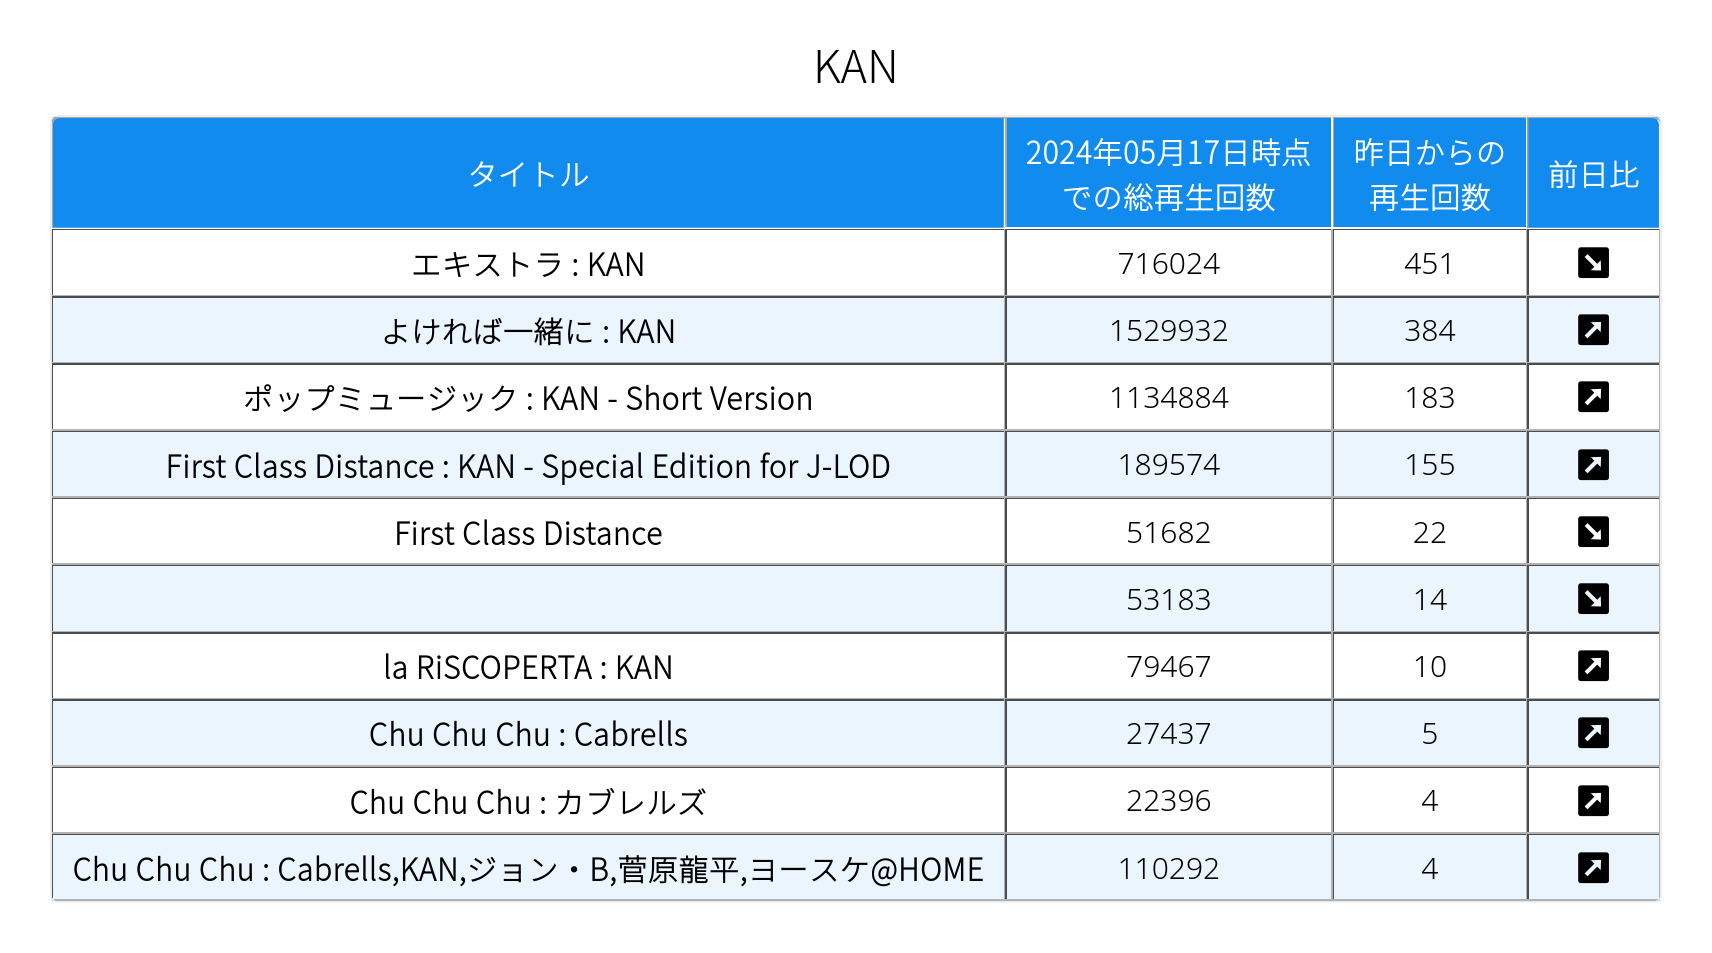 KAN
タイトル 2024年05月17日時点での総再生回数 昨日からの再生回数 前日比
エキストラ : KAN 716024 451
よければ一緒に : KAN 1529932 384
ポップミュージック : KAN - Short Version 1134884 183
First Class Distance : KAN - Special Edition for J-LOD 189574 155
First Class Distance 51682 22
53183 14
la RiSCOPERTA : KAN 79467 10
Chu Chu Chu : Cabrells 27437 5
Chu Chu Chu : カブレルズ 22396 4
Chu Chu Chu : Cabrells,KAN,ジョン・B,菅原龍平,ヨースケ@HOME 110292 4